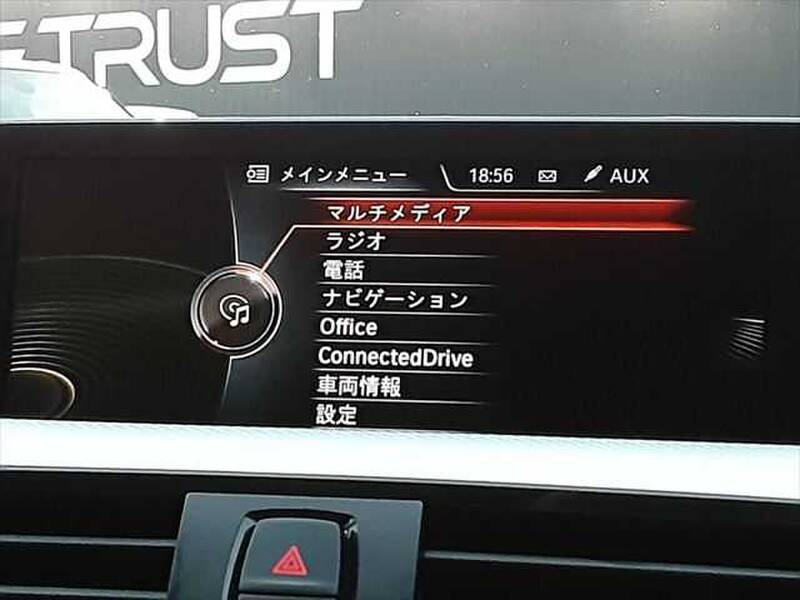 TRUST
メインメニュー 18:56 AUX
マルチメディア
ラジオ
電話
ナビゲーション
Office
ConnectedDrive
車両情報
設定